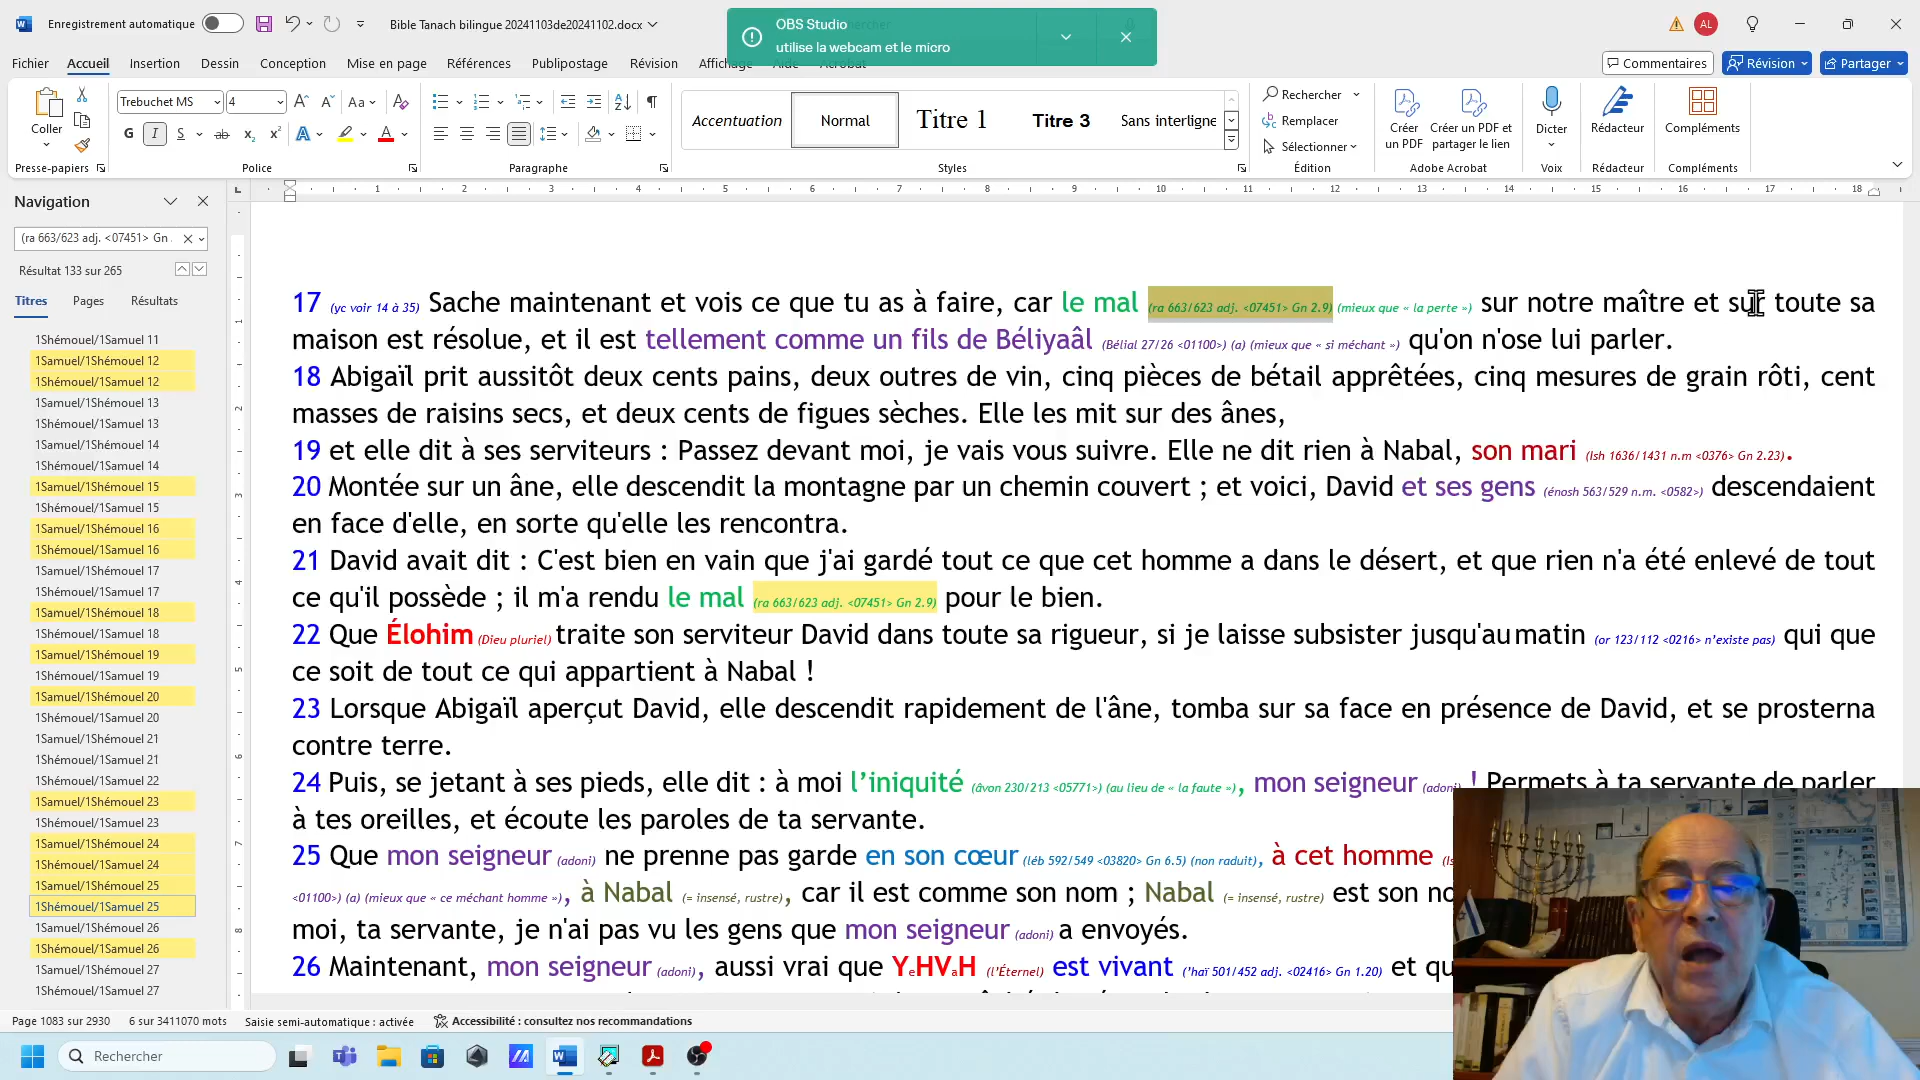 Enregistrement automatique
Bible Tanach bilingue 20241103de20241102.docx
OBS Studio
utilise la webcam et le micro
AL
Fichier Accueil Insertion Dessin Conception Mise en page Références Publipostage Révision Affichage Aide Acrobat
Commentaires Révision Partager
Coller
Presse-papiers
Trebuchet MS 4
Police
Paragraphe
Accentuation Normal Titre 1 Titre 3 Sans interligne
Styles
Rechercher
Remplacer
Sélectionner
Édition
Créer un PDF
Créer un PDF et partager le lien
Adobe Acrobat
Dicter
Voix
Rédacteur
Rédacteur
Compléments
Compléments
Navigation
(ra 663/623 adj. <07451> Gn
Résultat 133 sur 265
Titres Pages Résultats
1Shémouel/1Samuel 11
1Samuel/1Shémouel 12
1Shémouel/1Samuel 12
1Samuel/1Shémouel 13
1Shémouel/1Samuel 13
1Samuel/1Shémouel 14
1Shémouel/1Samuel 14
1Samuel/1Shémouel 15
1Shémouel/1Samuel 15
1Samuel/1Shémouel 16
1Shémouel/1Samuel 16
1Samuel/1Shémouel 17
1Shémouel/1Samuel 17
1Samuel/1Shémouel 18
1Shémouel/1Samuel 18
1Samuel/1Shémouel 19
1Shémouel/1Samuel 19
1Samuel/1Shémouel 20
1Shémouel/1Samuel 20
1Samuel/1Shémouel 21
1Shémouel/1Samuel 21
1Samuel/1Shémouel 22
1Shémouel/1Samuel 22
1Samuel/1Shémouel 23
1Shémouel/1Samuel 23
1Samuel/1Shémouel 24
1Shémouel/1Samuel 24
1Samuel/1Shémouel 25
1Shémouel/1Samuel 25
1Samuel/1Shémouel 26
1Shémouel/1Samuel 26
1Samuel/1Shémouel 27
1Shémouel/1Samuel 27
17 (yc voir 14 à 35) Sache maintenant et vois ce que tu as à faire, car le mal (ra 663/623 adj. <07451> Gn 2.9) (mieux que « la perte ») sur notre maître et sur toute sa
maison est résolue, et il est tellement comme un fils de Béliyaâl (Bélial 27/26 <01100>) (a) (mieux que « si méchant ») qu'on n'ose lui parler.
18 Abigaïl prit aussitôt deux cents pains, deux outres de vin, cinq pièces de bétail apprêtées, cinq mesures de grain rôti, cent
masses de raisins secs, et deux cents de figues sèches. Elle les mit sur des ânes,
19 et elle dit à ses serviteurs : Passez devant moi, je vais vous suivre. Elle ne dit rien à Nabal, son mari (Ish 1636/1431 n.m <0376> Gn 2.23).
20 Montée sur un âne, elle descendit la montagne par un chemin couvert ; et voici, David et ses gens (énosh 563/529 n.m. <0582>) descendaient
en face d'elle, en sorte qu'elle les rencontra.
21 David avait dit : C'est bien en vain que j'ai gardé tout ce que cet homme a dans le désert, et que rien n'a été enlevé de tout
ce qu'il possède ; il m'a rendu le mal (ra 663/623 adj. <07451> Gn 2.9) pour le bien.
22 Que Élohim (Dieu pluriel) traite son serviteur David dans toute sa rigueur, si je laisse subsister jusqu'au matin (or 123/112 <0216> n'existe pas) qui que
ce soit de tout ce qui appartient à Nabal !
23 Lorsque Abigaïl aperçut David, elle descendit rapidement de l'âne, tomba sur sa face en présence de David, et se prosterna
contre terre.
24 Puis, se jetant à ses pieds, elle dit : à moi l’iniquité (âvon 230/213 <05771>) (au lieu de « la faute »), mon seigneur (adoni) ! Permets à ta servante de parler
à tes oreilles, et écoute les paroles de ta servante.
25 Que mon seigneur (adoni) ne prenne pas garde en son cœur (léb 592/549 <03820> Gn 6.5) (non raduit), à cet homme
<01100>) (a) (mieux que « ce méchant homme »), à Nabal (= insensé, rustre), car il est comme son nom ; Nabal (= insensé, rustre) est son
moi, ta servante, je n'ai pas vu les gens que mon seigneur (adoni) a envoyés.
26 Maintenant, mon seigneur (adoni), aussi vrai que YeHVaH (l’Éternel) est vivant (’haï 501/452 adj. <02416> Gn 1.20)
Page 1083 sur 2930 6 sur 3411070 mots Saisie semi-automatique : activée Accessibilité : consultez nos recommandations
Rechercher